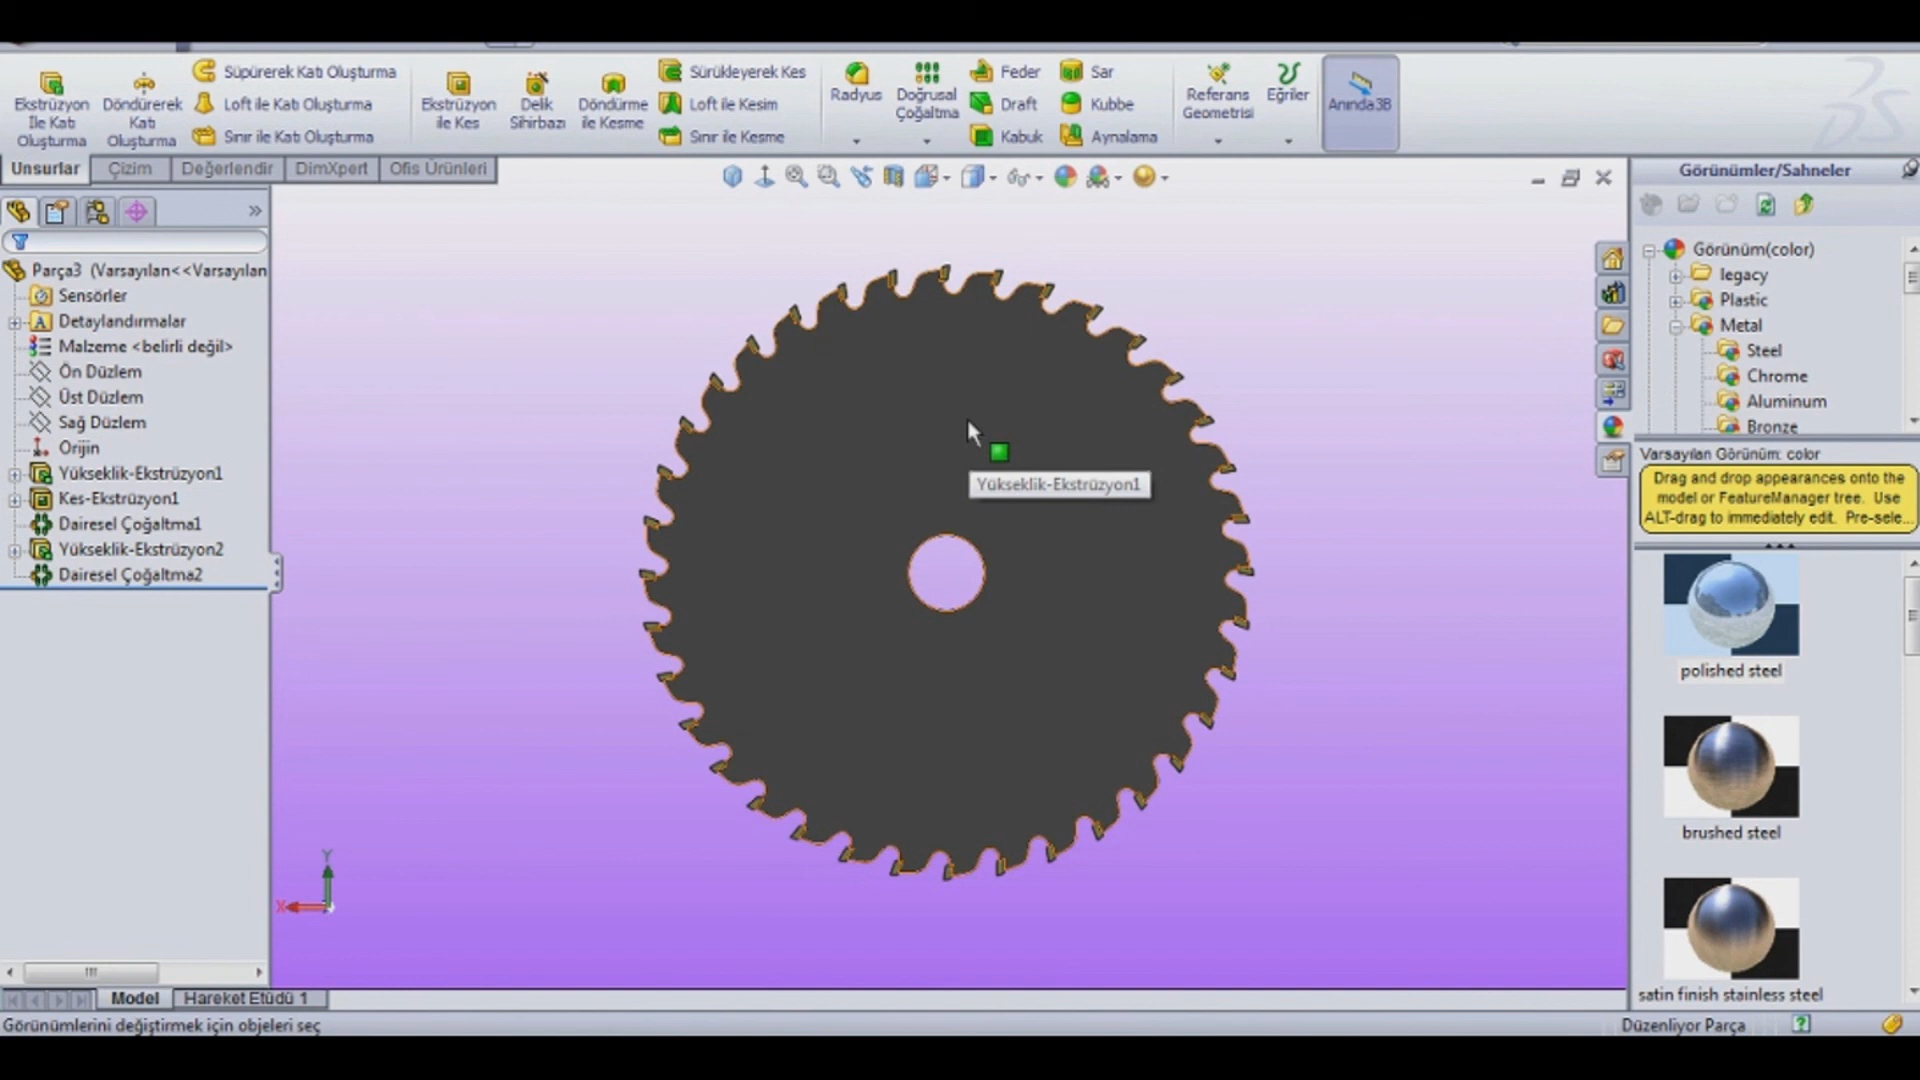 Süpürerek Katı Oluşturma
Sürükleyerek Kes
Feder
Sar
Ekstrüzyon
İle Katı
Oluşturma
Döndürerek
Katı
Oluşturma
Loft ile Katı Oluşturma
Ekstrüzyon
ile Kes
Delik
Sihirbazı
Döndürme
ile Kesme
Loft ile Kesim
Radyus
Doğrusal
Çoğaltma
Draft
Kubbe
Referans
Geometrisi
Eğriler
Anında3B
Sınır ile Katı Oluşturma
Sınır ile Kesme
Kabuk
Aynalama
Unsurlar
Çizim
Değerlendir
DimXpert
Ofis Ürünleri
Görünümler/Sahneler
Parça3 (Varsayılan<<Varsayılan
Sensörler
Detaylandırmalar
Malzeme <belirli değil>
Ön Düzlem
Üst Düzlem
Sağ Düzlem
Orijin
Yükseklik-Ekstrüzyon1
Kes-Ekstrüzyon1
Dairesel Çoğaltma1
Yükseklik-Ekstrüzyon2
Dairesel Çoğaltma2
Yükseklik-Ekstrüzyon1
Y
X
Görünüm(color)
legacy
Plastic
Metal
Steel
Chrome
Aluminum
Bronze
Varsayılan Görünüm: color
Drag and drop appearances onto the
model or FeatureManager tree. Use
ALT-drag to immediately edit. Pre-sele...
polished steel
brushed steel
satin finish stainless steel
Model
Hareket Etüdü 1
Görünümlerini değiştirmek için objeleri seç
Düzenliyor Parça